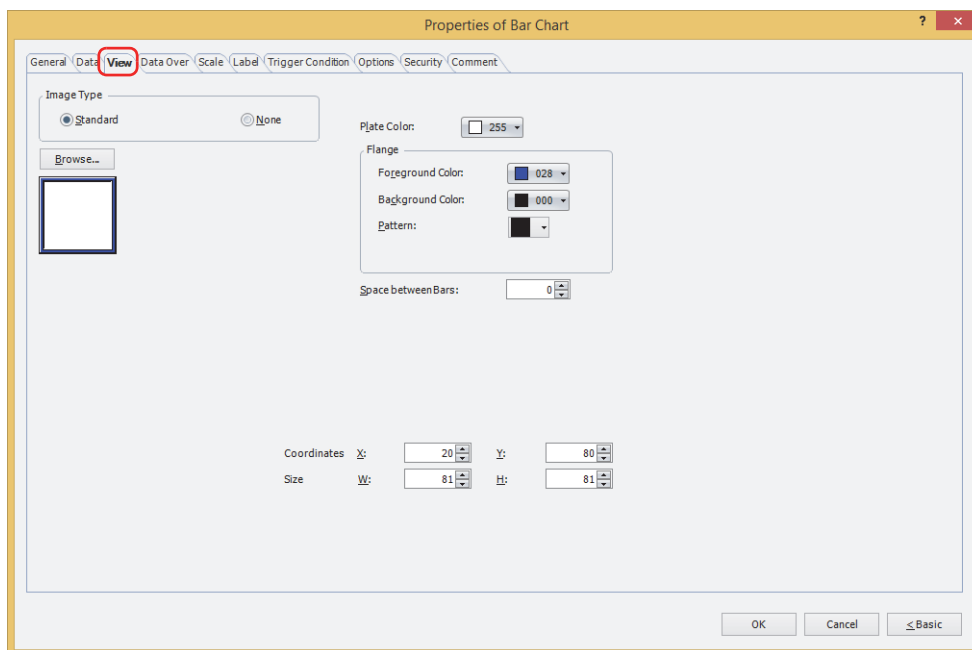 Properties of Bar Chart ? ×
General Data View Data Over Scale Label Trigger Condition Options Security Comment
Image Type
Standard None
Plate Color: 255
Browse...
Flange
Foreground Color: 028
Background Color: 000
Pattern:
Space between Bars: 0
Coordinates X: 20 Y: 80
Size W: 81 H: 81
OK Cancel < Basic